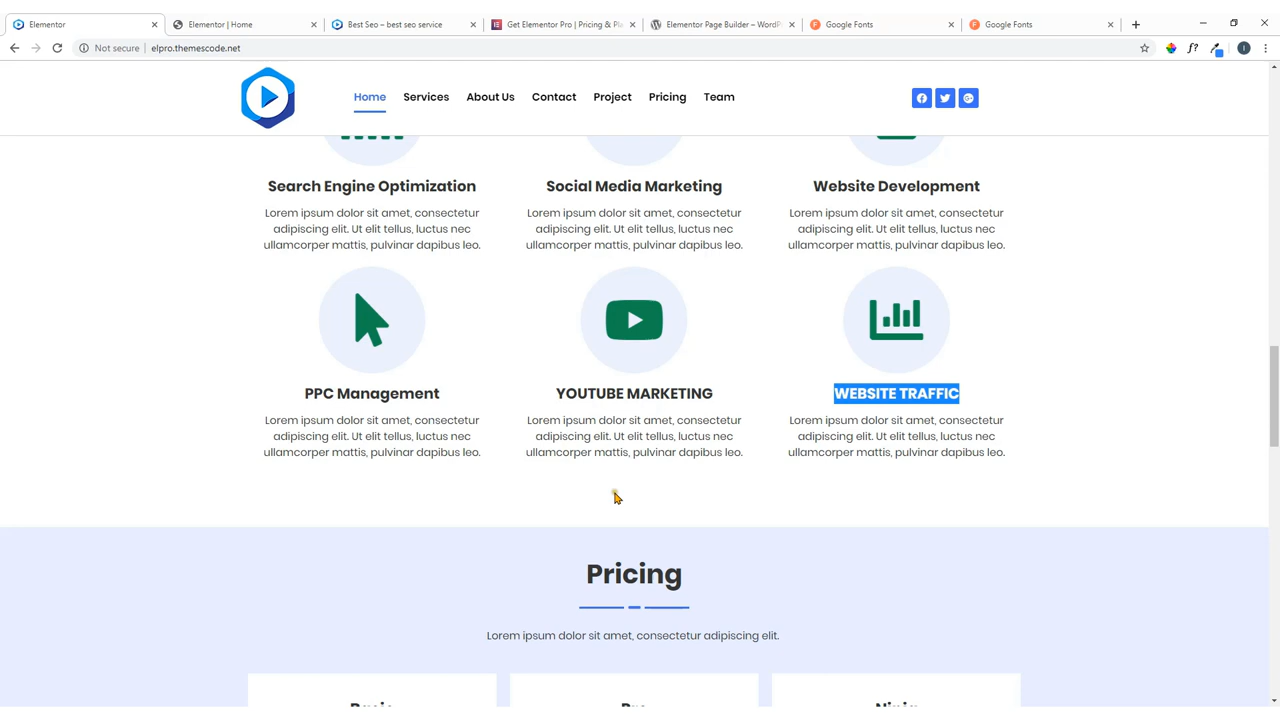 Elementor
Elementor | Home
Best Seo – best seo service
Get Elementor Pro | Pricing & Pl
Elementor Page Builder – WordP
Google Fonts
Google Fonts
Not secure | elpro.themescode.net
f?
I
Home
Services
About Us
Contact
Project
Pricing
Team
Search Engine Optimization
Lorem ipsum dolor sit amet, consectetur
adipiscing elit. Ut elit tellus, luctus nec
ullamcorper mattis, pulvinar dapibus leo.
Social Media Marketing
Lorem ipsum dolor sit amet, consectetur
adipiscing elit. Ut elit tellus, luctus nec
ullamcorper mattis, pulvinar dapibus leo.
Website Development
Lorem ipsum dolor sit amet, consectetur
adipiscing elit. Ut elit tellus, luctus nec
ullamcorper mattis, pulvinar dapibus leo.
PPC Management
Lorem ipsum dolor sit amet, consectetur
adipiscing elit. Ut elit tellus, luctus nec
ullamcorper mattis, pulvinar dapibus leo.
YOUTUBE MARKETING
Lorem ipsum dolor sit amet, consectetur
adipiscing elit. Ut elit tellus, luctus nec
ullamcorper mattis, pulvinar dapibus leo.
WEBSITE TRAFFIC
Lorem ipsum dolor sit amet, consectetur
adipiscing elit. Ut elit tellus, luctus nec
ullamcorper mattis, pulvinar dapibus leo.
Pricing
Lorem ipsum dolor sit amet, consectetur adipiscing elit.
Basic
Pro
Ninja